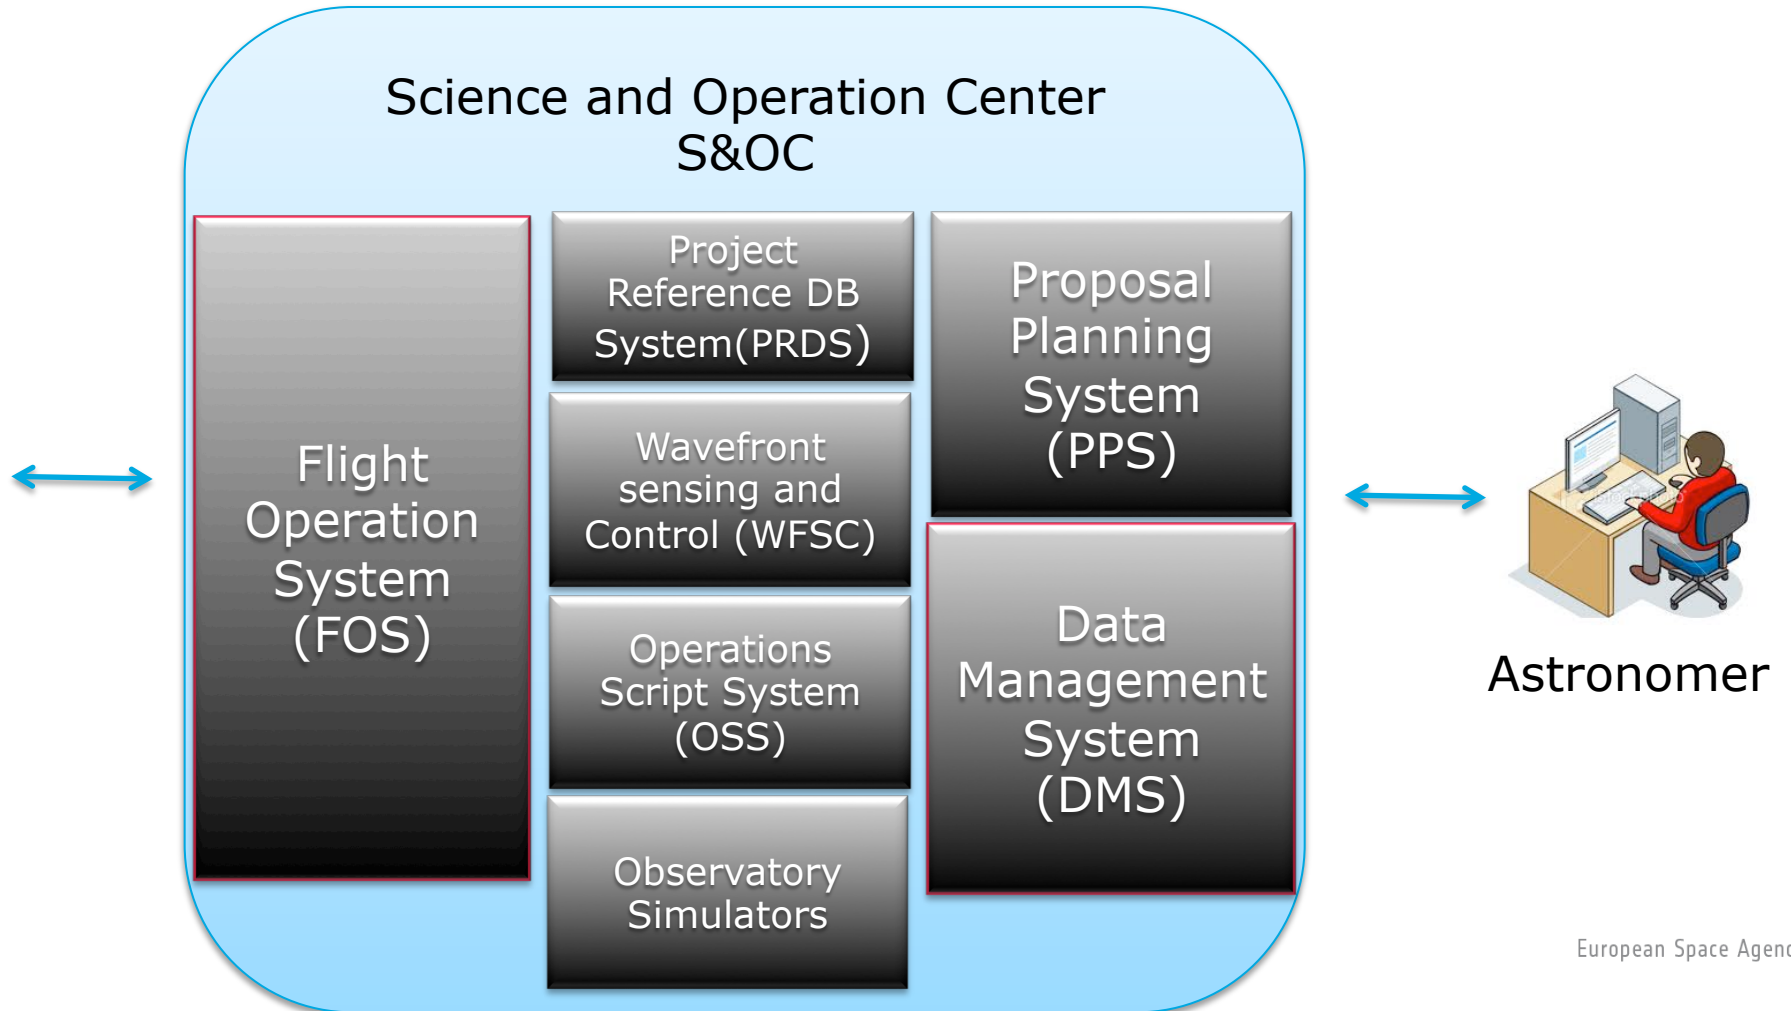 Science and Operation Center
S&OC
Flight
Operation
System
(FOS)
Project
Reference DB
System(PRDS)
Wavefront
sensing and
Control (WFSC)
Operations
Script System
(OSS)
Observatory
Simulators
Proposal
Planning
System
(PPS)
Data
Management
System
(DMS)
Astronomer
European Space Agenc